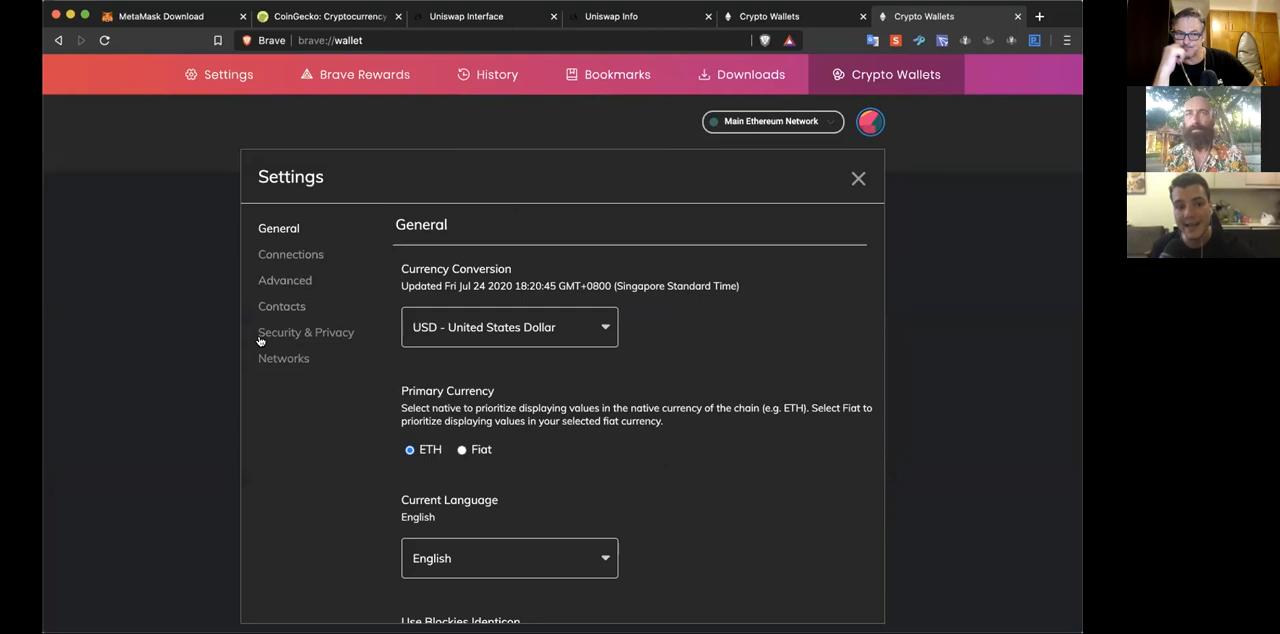 MetaMask Download
CoinGecko: Cryptocurrency
Uniswap Interface
Uniswap Info
Crypto Wallets
Crypto Wallets
Brave
brave://wallet
Settings
Brave Rewards
History
Bookmarks
Downloads
Crypto Wallets
Main Ethereum Network
Settings
General
Connections
Advanced
Contacts
Security & Privacy
Networks
General
Currency Conversion
Updated Fri Jul 24 2020 18:20:45 GMT+0800 (Singapore Standard Time)
USD - United States Dollar
Primary Currency
Select native to prioritize displaying values in the native currency of the chain (e.g. ETH). Select Fiat to
prioritize displaying values in your selected fiat currency.
ETH
Fiat
Current Language
English
English
Use Blockies Identicon